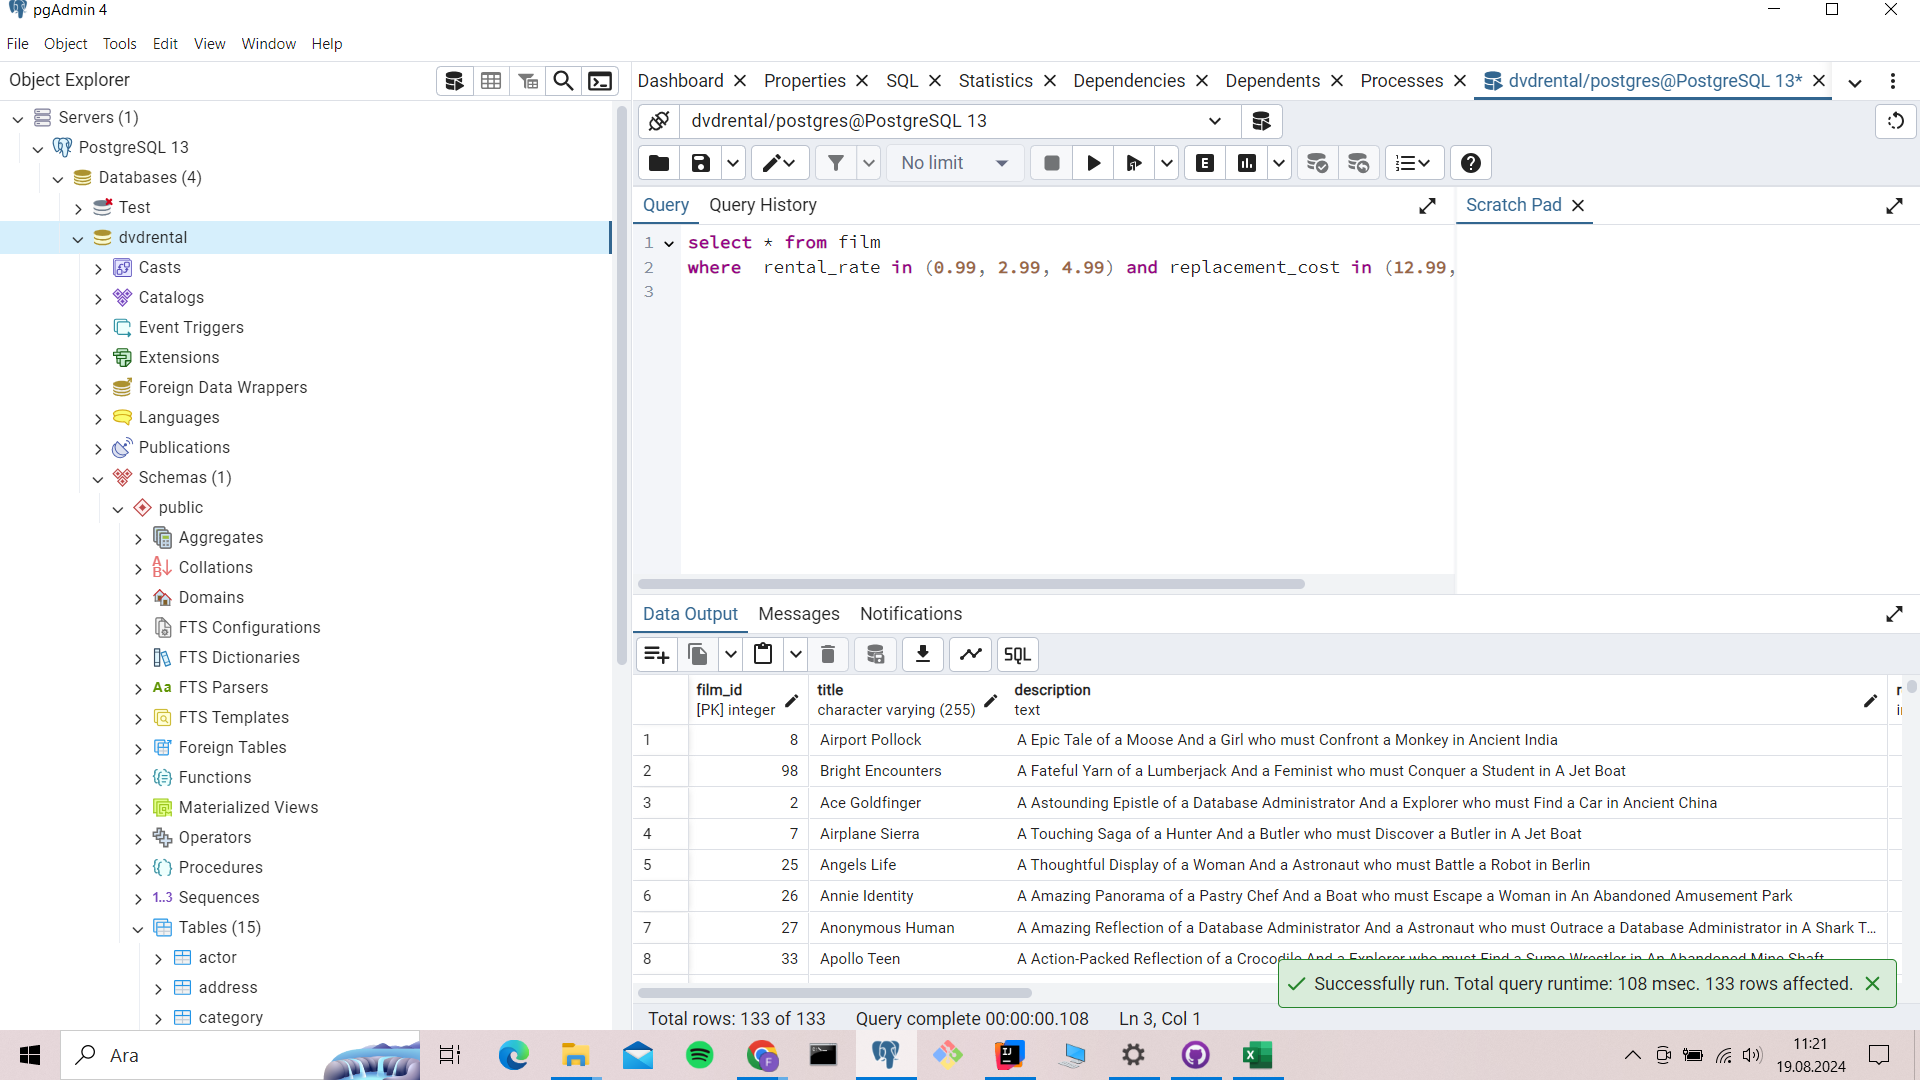 pgAdmin 4
File Object Tools Edit View Window Help
Object Explorer
Servers (1)
PostgreSQL 13
Databases (4)
Test
dvdrental
Casts
Catalogs
Event Triggers
Extensions
Foreign Data Wrappers
Languages
Publications
Schemas (1)
public
Aggregates
Collations
Domains
FTS Configurations
FTS Dictionaries
Aa FTS Parsers
FTS Templates
Foreign Tables
Functions
Materialized Views
Operators
Procedures
1..3 Sequences
Tables (15)
actor
address
category
Dashboard Properties SQL Statistics Dependencies Dependents Processes dvdrental/postgres@PostgreSQL 13*
dvdrental/postgres@PostgreSQL 13
No limit E
Query Query History
Scratch Pad
1 select * from film
2 where rental_rate in (0.99, 2.99, 4.99) and replacement_cost in (12.99,
3
Data Output Messages Notifications
SQL
film_id title description
[PK] integer character varying (255) text
1 8 Airport Pollock A Epic Tale of a Moose And a Girl who must Confront a Monkey in Ancient India
2 98 Bright Encounters A Fateful Yarn of a Lumberjack And a Feminist who must Conquer a Student in A Jet Boat
3 2 Ace Goldfinger A Astounding Epistle of a Database Administrator And a Explorer who must Find a Car in Ancient China
4 7 Airplane Sierra A Touching Saga of a Hunter And a Butler who must Discover a Butler in A Jet Boat
5 25 Angels Life A Thoughtful Display of a Woman And a Astronaut who must Battle a Robot in Berlin
6 26 Annie Identity A Amazing Panorama of a Pastry Chef And a Boat who must Escape a Woman in An Abandoned Amusement Park
7 27 Anonymous Human A Amazing Reflection of a Database Administrator And a Astronaut who must Outrace a Database Administrator in A Shark T...
8 33 Apollo Teen A Action-Packed Reflection of a Crocodile And a Explorer who must Find a Sumo Wrestler in An Abandoned Mine Shaft
Successfully run. Total query runtime: 108 msec. 133 rows affected.
Total rows: 133 of 133 Query complete 00:00:00.108 Ln 3, Col 1
Ara
11:21
19.08.2024